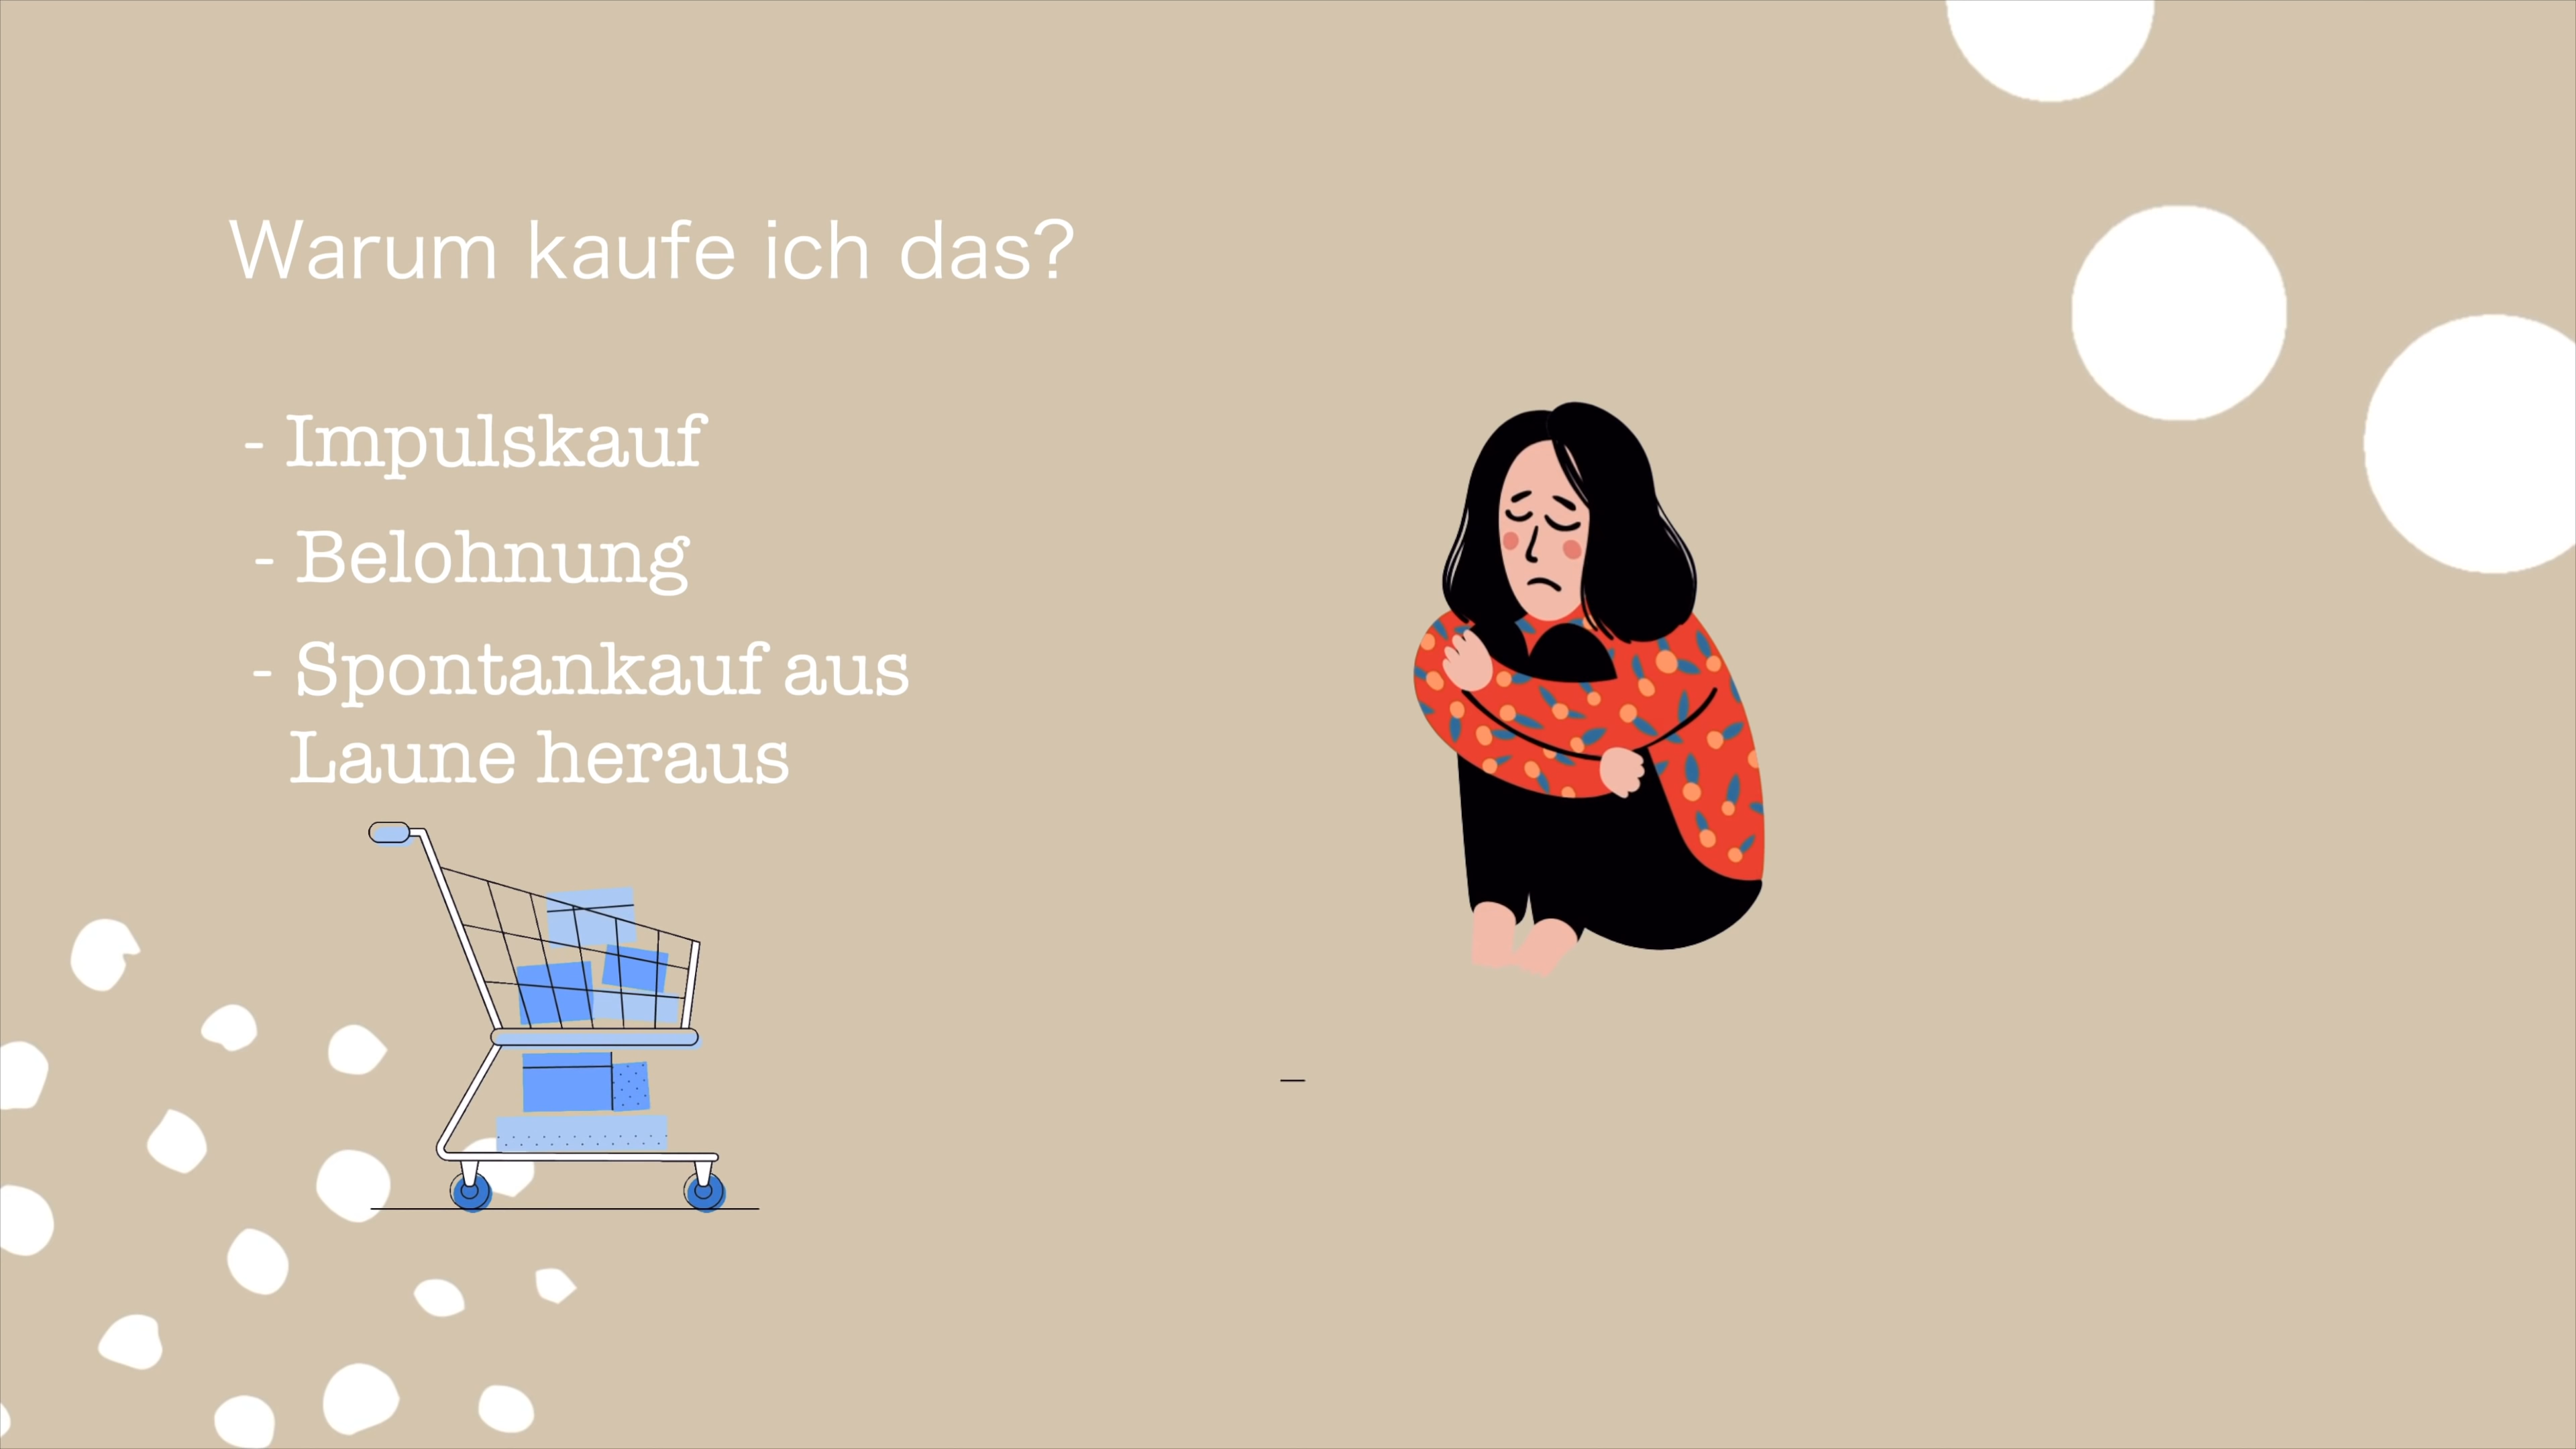 Warum kaufe ich das?
- Impulskauf
- Belohnung
- Spontankauf aus
Laune heraus